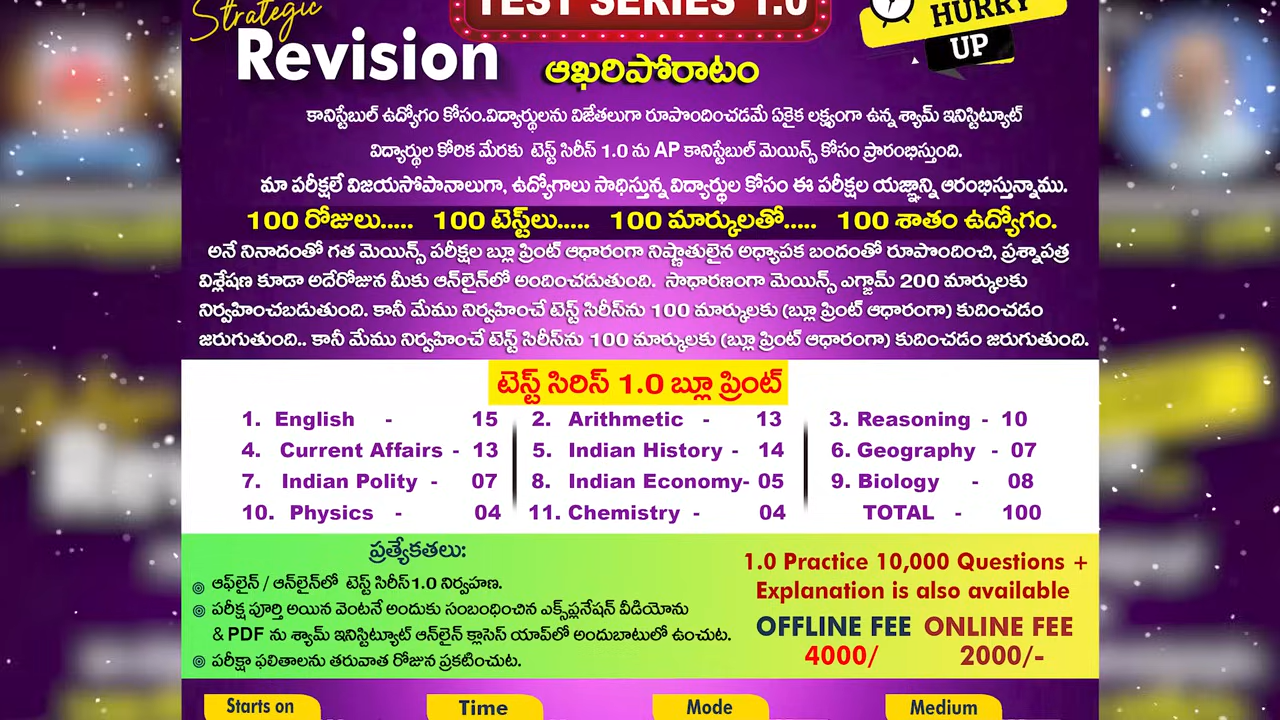 Strategic
TEST SERIES 1.0
HURRY
UP
Revision
ఆఖరిపోరాటం
కానిస్టేబుల్ ఉద్యోగం కోసం.విద్యార్థులను విజేతలుగా రూపొందించడమే ఏకైక లక్ష్యంగా ఉన్న శ్యామ్ ఇనిస్టిట్యూట్
విద్యార్థుల కోరిక మేరకు టెస్ట్ సిరీస్ 1.0 ను AP కానిస్టేబుల్ మెయిన్స్ కోసం ప్రారంభిస్తుంది.
మా పరీక్షలే విజయసోపానాలుగా, ఉద్యోగాలు సాధిస్తున్న విద్యార్థుల కోసం ఈ పరీక్షల యజ్ఞాన్ని ఆరంభిస్తున్నాము.
100 రోజులు..... 100 టెస్ట్‌లు..... 100 మార్కులతో..... 100 శాతం ఉద్యోగం.
అనే నినాదంతో గత మెయిన్స్ పరీక్షల బ్లూ ప్రింట్ ఆధారంగా నిష్ణాతులైన అధ్యాపక బృందంతో రూపొందించి, ప్రశ్నాపత్ర
విశ్లేషణ కూడా అదేరోజున మీకు ఆన్‌లైన్‌లో అందించడుతుంది. సాధారణంగా మెయిన్స్ ఎగ్జామ్ 200 మార్కులకు
నిర్వహించబడుతుంది. కానీ మేము నిర్వహించే టెస్ట్ సిరీస్‌ను 100 మార్కులకు (బ్లూ ప్రింట్ ఆధారంగా) కుదించడం
జరుగుతుంది.. కానీ మేము నిర్వహించే టెస్ట్ సిరీస్‌ను 100 మార్కులకు (బ్లూ ప్రింట్ ఆధారంగా) కుదించడం జరుగుతుంది.
టెస్ట్ సిరిస్ 1.0 బ్లూ ప్రింట్
1. English - 15 2. Arithmetic - 13 3. Reasoning - 10
4. Current Affairs - 13 5. Indian History - 14 6. Geography - 07
7. Indian Polity - 07 8. Indian Economy- 05 9. Biology - 08
10. Physics - 04 11. Chemistry - 04 TOTAL - 100
ప్రత్యేకతలు:
ఆఫ్‌లైన్ / ఆన్‌లైన్‌లో టెస్ట్ సిరీస్1.0 నిర్వహణ.
పరీక్ష పూర్తి అయిన వెంటనే అందుకు సంబంధించిన ఎక్స్‌ప్లనేషన్ వీడియోను
& PDF ను శ్యామ్ ఇనిస్టిట్యూట్ ఆన్‌లైన్ క్లాసెస్ యాప్‌లో అందుబాటులో ఉంచుట.
పరీక్షా ఫలితాలను తరువాత రోజున ప్రకటించుట.
1.0 Practice 10,000 Questions +
Explanation is also available
OFFLINE FEE ONLINE FEE
4000/ 2000/-
Starts on Time Mode Medium